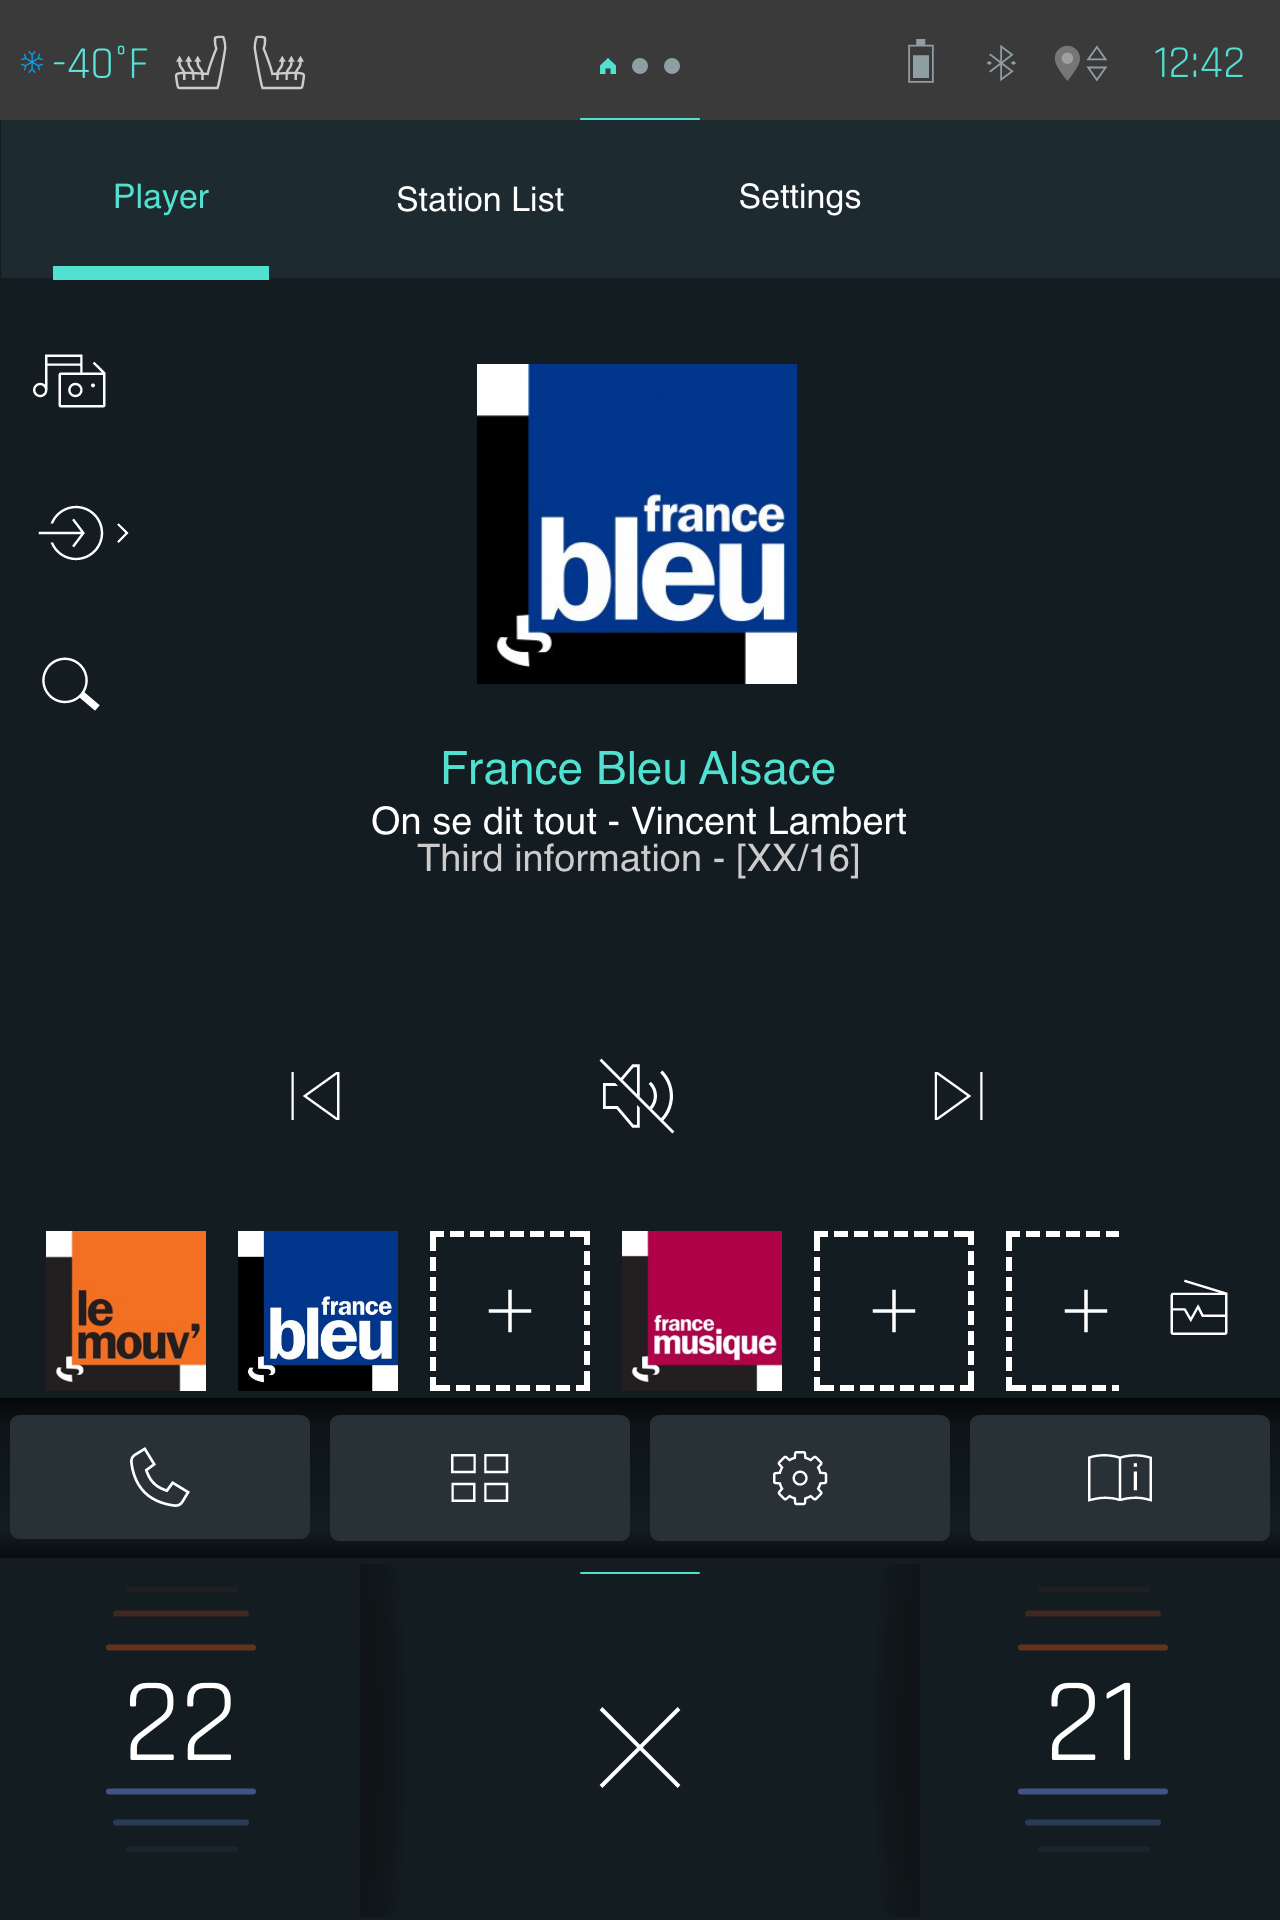 -40°F
12:42
Player
Station List
Settings
france
bleu
France Bleu Alsace
On se dit tout - Vincent Lambert
Third information - [XX/16]
le
mouv’
france
bleu
france
musique
i
22
21